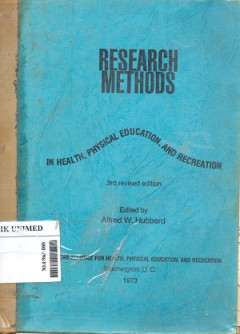 RESEARCH
METHODS
IN HEALTH, PHYSICAL EDUCATION, AND RECREATION
3rd revised edition
Edited by
Alfred W. Hubbard
FOR HEALTH, PHYSICAL EDUCATION, AND RECREATION
Washington D.C.
1973
IK UNIMED